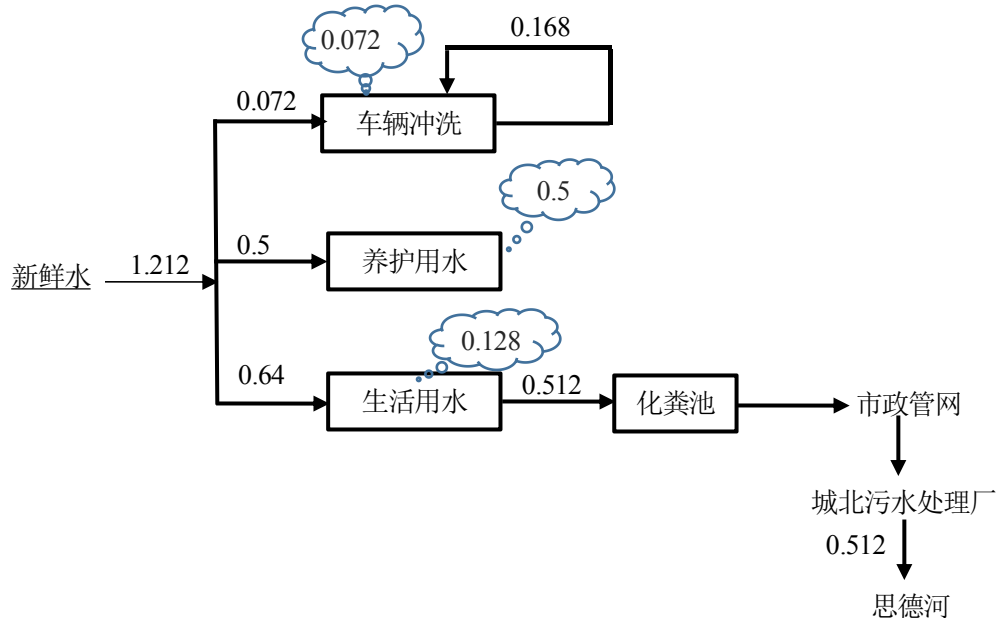 0.072
0.168
0.072
车辆冲洗
0.5
0.5
养护用水
新鲜水
1.212
0.128
0.64
生活用水
0.512
化粪池
市政管网
城北污水处理厂
0.512
思德河